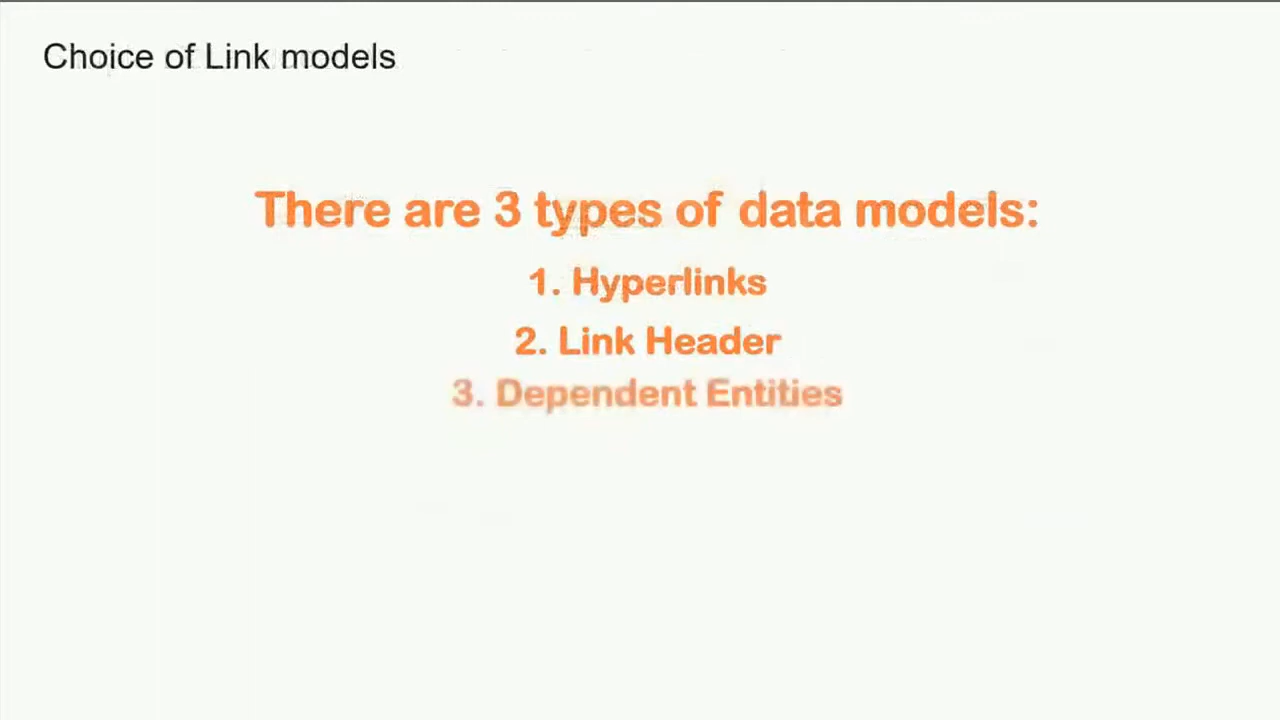 Choice of Link models
There are 3 types of data models:
1. Hyperlinks
2. Link Header
3. Dependent Entities